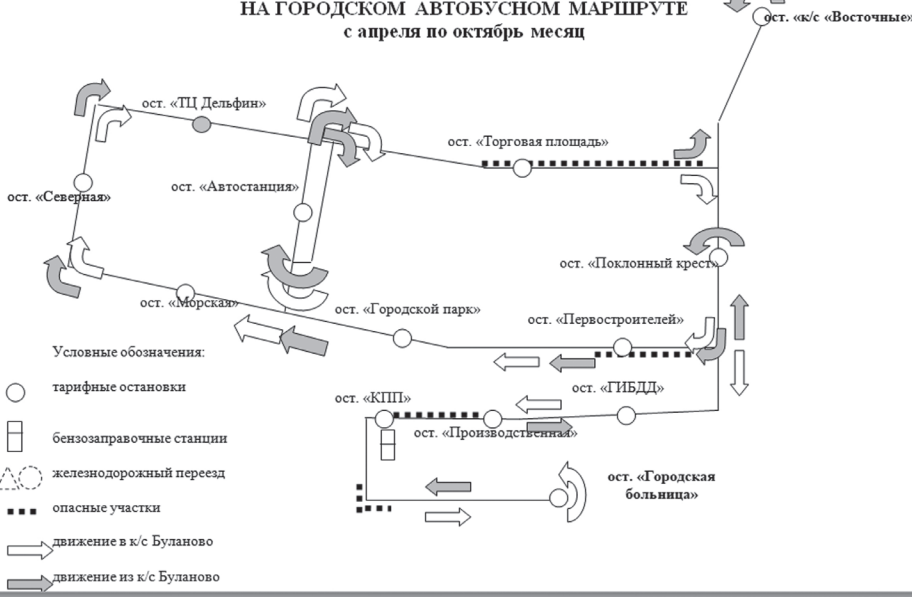 НА ГОРОДСКОМ АВТОБУСНОМ МАРШРУТЕ
с апреля по октябрь месяц
ост. «к/с «Восточные»
ост. «ТЦ Дельфин»
ост. «Торговая площадь»
ост. «Автостанция»
ост. «Северная»
ост. «Поклонный крест»
ост. «Морская»
ост. «Городской парк»
ост. «Первостроителей»
Условные обозначения:
тарифные остановки
ост. «ГИБДД»
ост. «КПП»
ост. «Производственная»
бензозаправочные станции
железнодорожный переезд
ост. «Городская
больница»
опасные участки
движение в к/с Буланово
движение из к/с Буланово